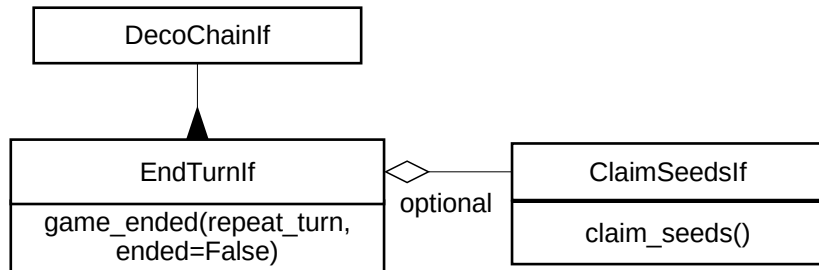 DecoChainIf
EndTurnIf
game_ended(repeat_turn,
ended=False)
optional
ClaimSeedsIf
claim_seeds()